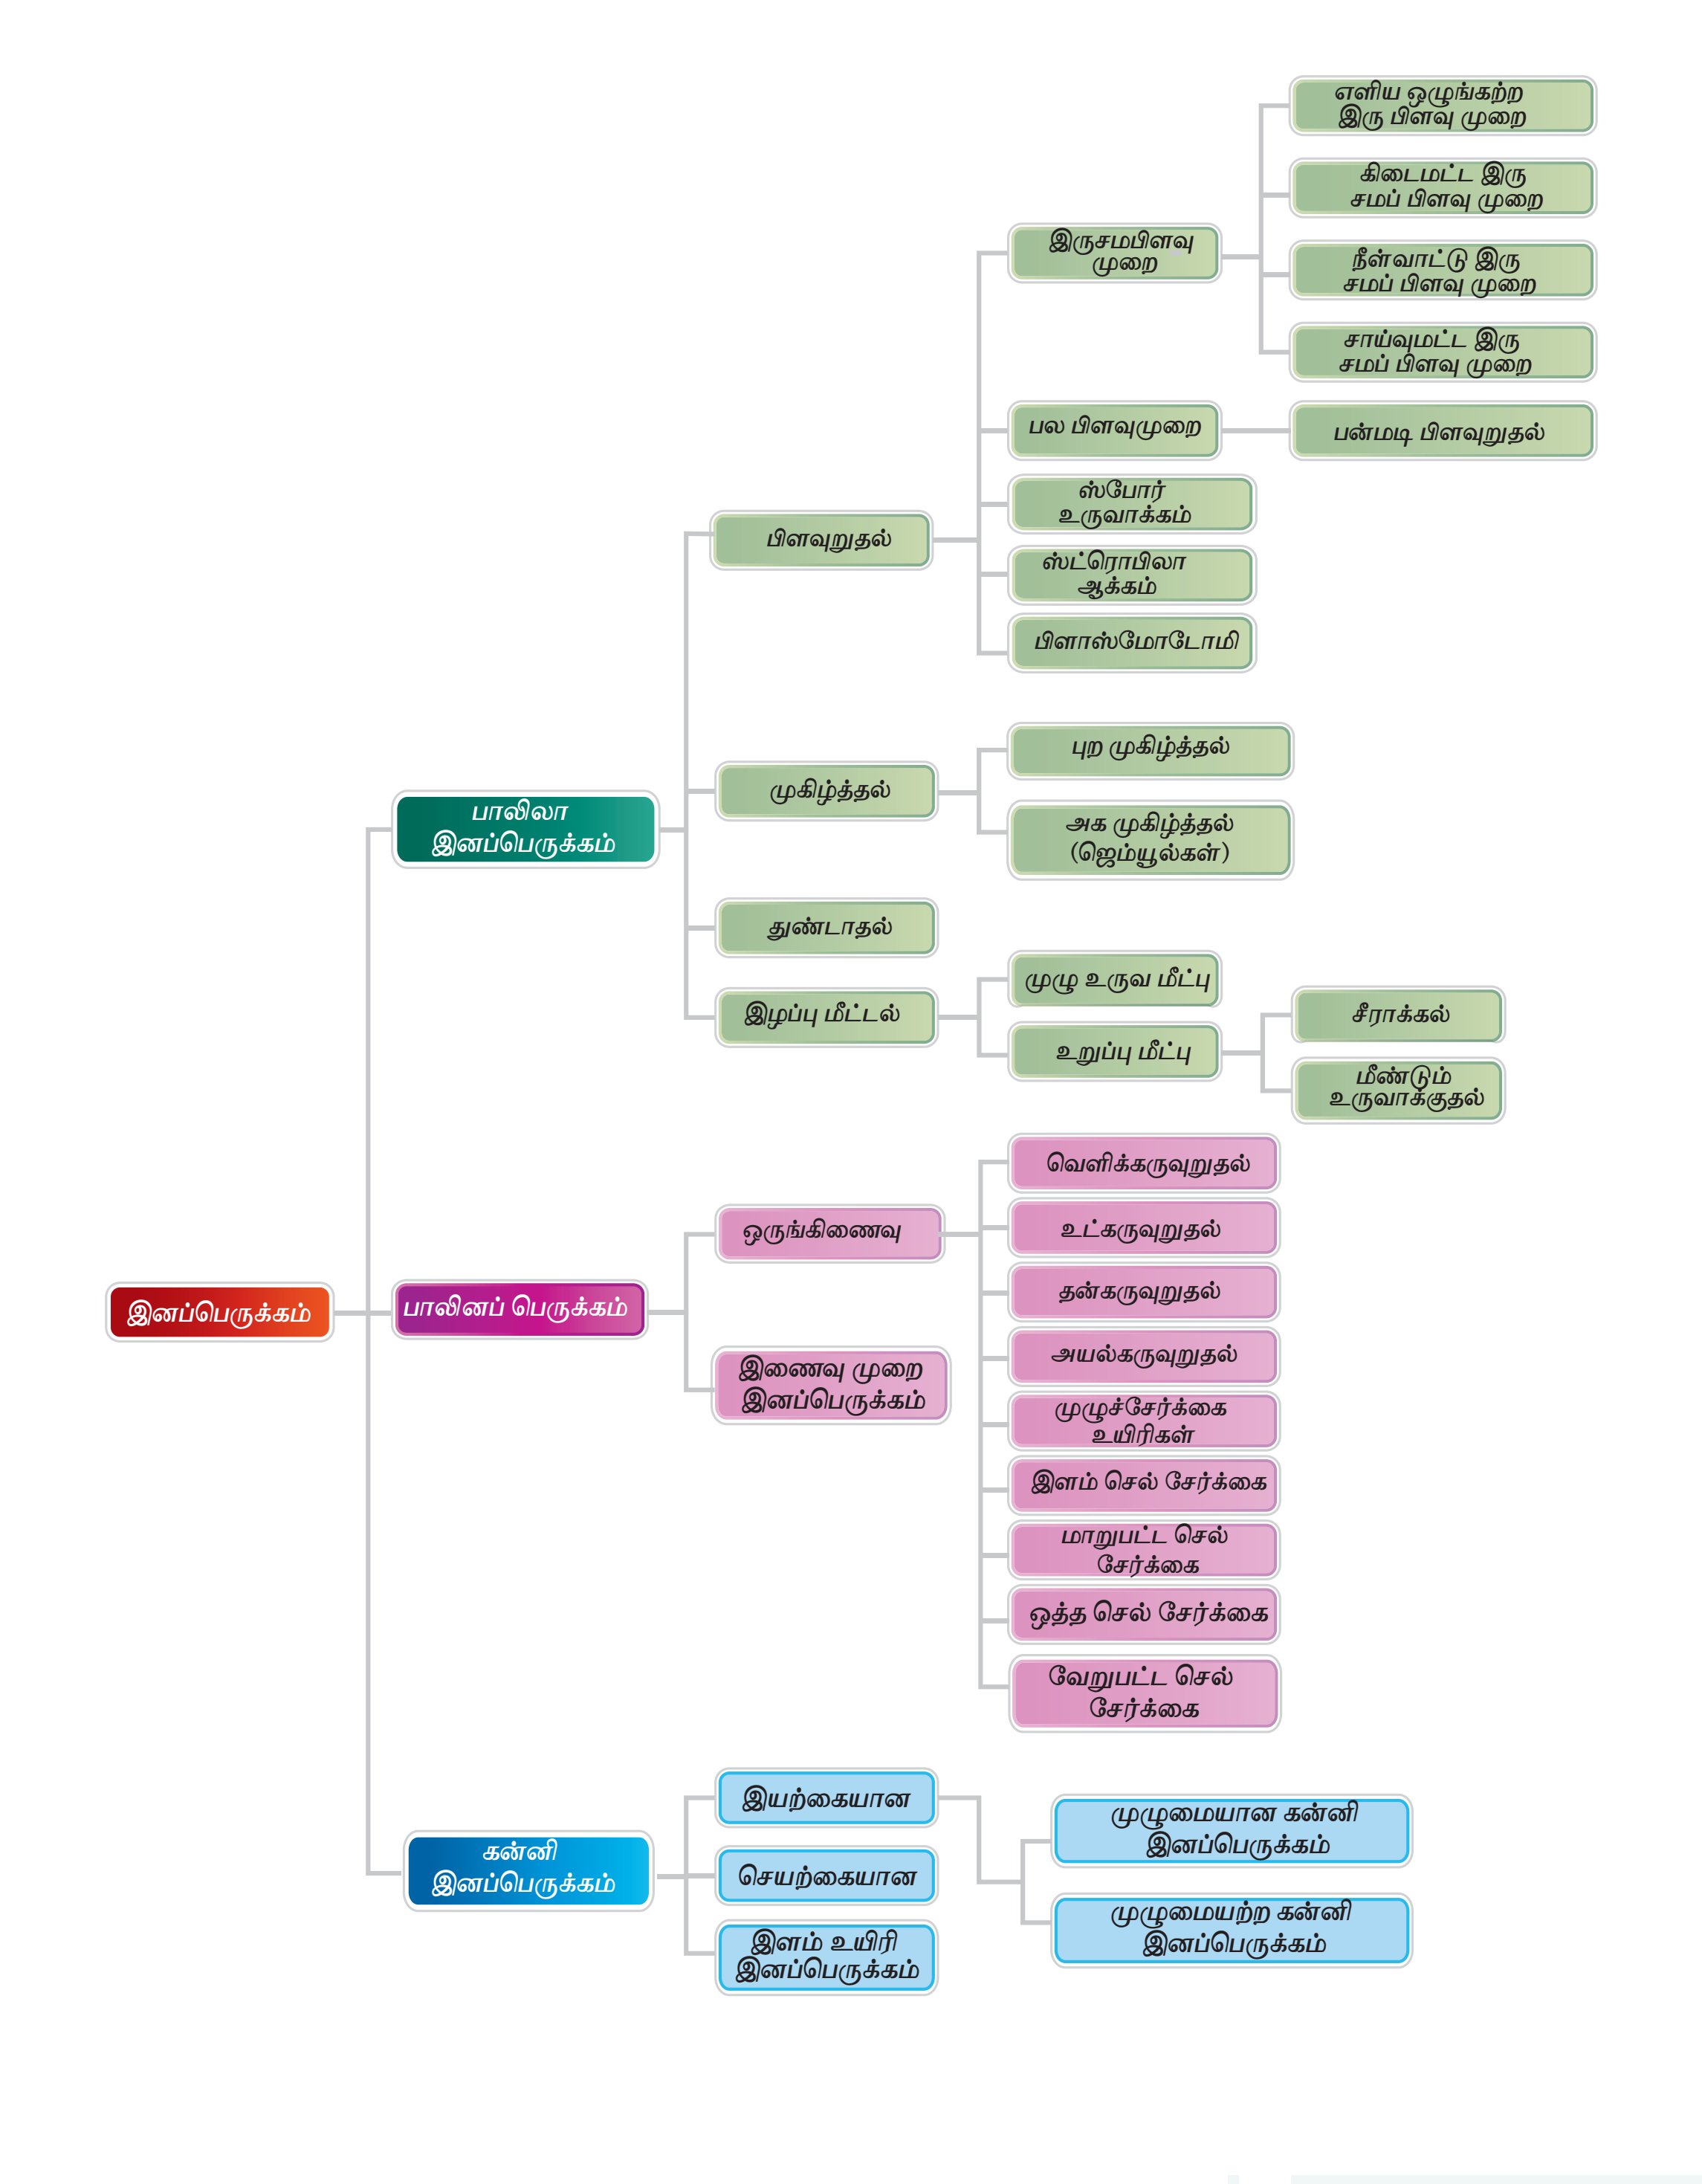 எளிய ஒழுங்கற்ற
இரு பிளவு முறை
கிடைமட்ட இரு
சமப் பிளவு முறை
இருசமபிளவு
முறை
நீள்வாட்டு இரு
சமப் பிளவு முறை
சாய்வுமட்ட இரு
சமப் பிளவு முறை
பல பிளவுமுறை
பன்மடி பிளவுறுதல்
ஸ்போர்
உருவாக்கம்
பிளவுறுதல்
ஸ்ட்ரொபிலா
ஆக்கம்
பிளாஸ்மோடோமி
புற முகிழ்த்தல்
முகிழ்த்தல்
அக முகிழ்த்தல்
(ஜெம்யூல்கள்)
பாலிலா
இனப்பெருக்கம்
துண்டாதல்
முழு உருவ மீட்பு
இழப்பு மீட்டல்
சீராக்கல்
உறுப்பு மீட்பு
மீண்டும்
உருவாக்குதல்
வெளிக்கருவுறுதல்
ஒருங்கிணைவு
உட்கருவுறுதல்
தன்கருவுறுதல்
இனப்பெருக்கம்
பாலினப் பெருக்கம்
அயல்கருவுறுதல்
இணைவு முறை
இனப்பெருக்கம்
முழுச்சேர்க்கை
உயிரிகள்
இளம் செல் சேர்க்கை
மாறுபட்ட செல்
சேர்க்கை
ஒத்த செல் சேர்க்கை
வேறுபட்ட செல்
சேர்க்கை
இயற்கையான
முழுமையான கன்னி
இனப்பெருக்கம்
கன்னி
இனப்பெருக்கம்
செயற்கையான
முழுமையற்ற கன்னி
இனப்பெருக்கம்
இளம் உயிரி
இனப்பெருக்கம்